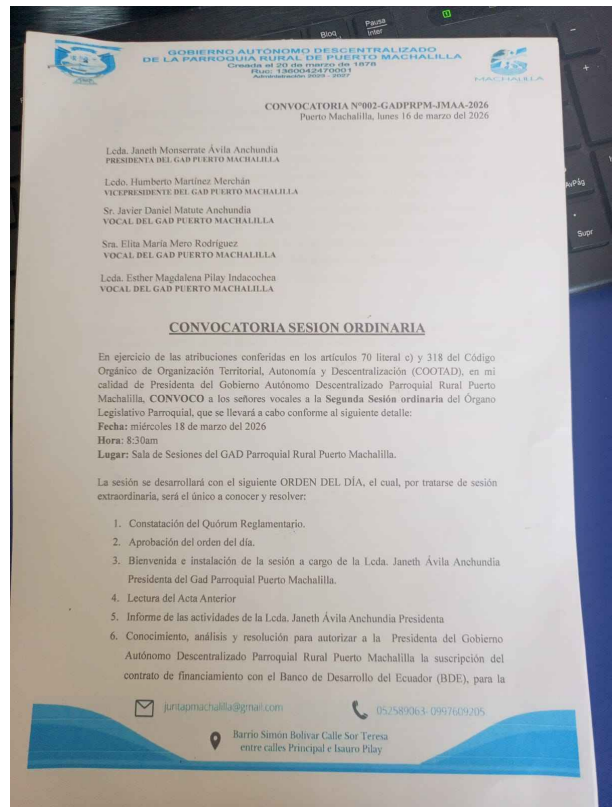 Bloq
Pausa
Inter
GOBIERNO AUTÓNOMO DESCENTRALIZADO
DE LA PARROQUIA RURAL DE PUERTO MACHALILLA
Creada el 20 de marzo de 1878
Ruc: 1360042470001
MACHALILLA
CONVOCATORIA N°002-GADPRPM-JMAA-2026
Puerto Machalilla, lunes 16 de marzo del 2026
Lcda. Janeth Monserrate Ávila Anchundia
PRESIDENTA DEL GAD PUERTO MACHALILLA
Lcdo. Humberto Martínez Merchán
VICEPRESIDENTE DEL GAD PUERTO MACHALILLA
Sr. Javier Daniel Matute Anchundia
VOCAL DEL GAD PUERTO MACHALILLA
Sra. Elita María Mero Rodríguez
VOCAL DEL GAD PUERTO MACHALILLA
Lcda. Esther Magdalena Pilay Indacochea
VOCAL DEL GAD PUERTO MACHALILLA
AvPág
Supr
CONVOCATORIA SESION ORDINARIA
En ejercicio de las atribuciones conferidas en los artículos 70 literal c) y 318 del Código
Orgánico de Organización Territorial, Autonomía y Descentralización (COOTAD), en mi
calidad de Presidenta del Gobierno Autónomo Descentralizado Parroquial Rural Puerto
Machalilla, CONVOCO a los señores vocales a la Segunda Sesión ordinaria del Órgano
Legislativo Parroquial, que se llevará a cabo conforme al siguiente detalle:
Fecha: miércoles 18 de marzo del 2026
Hora: 8:30am
Lugar: Sala de Sesiones del GAD Parroquial Rural Puerto Machalilla.
La sesión se desarrollará con el siguiente ORDEN DEL DÍA, el cual, por tratarse de sesión
extraordinaria, será el único a conocer y resolver:
1. Constatación del Quórum Reglamentario.
2. Aprobación del orden del día.
3. Bienvenida e instalación de la sesión a cargo de la Lcda. Janeth Ávila Anchundia
Presidenta del Gad Parroquial Puerto Machalilla.
4. Lectura del Acta Anterior
5. Informe de las actividades de la Lcda. Janeth Ávila Anchundia Presidenta
6. Conocimiento, análisis y resolución para autorizar a la Presidenta del Gobierno
Autónomo Descentralizado Parroquial Rural Puerto Machalilla la suscripción del
contrato de financiamiento con el Banco de Desarrollo del Ecuador (BDE), para la
juntapmachalilla@gmail.com
052589063- 0997609205
Barrio Simón Bolivar Calle Sor Teresa
entre calles Principal e Isauro Pilay